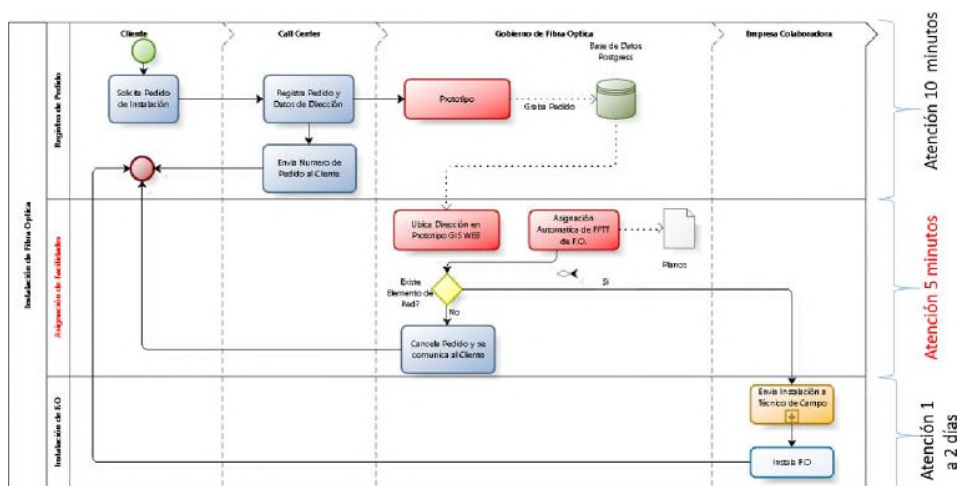 Cliente
Call Center
Gobierno de Fibra Optica
Empresa Colaboradora
Base de Datos
Postgress
Solicita Pedido
de Instalación
Registra Pedido y
Datos de Dirección
Prototipo
Graba Pedido
Envia Numero de
Pedido al Cliente
Registro de Pedido
Atención 10 minutos
Instalación de Fibra Optica
Asignación de Facilidades
Ubica Dirección en
Prototipo GIS WEB
Asignación
Automatica de FPTT
de F.O.
Planos
Existe
Elemento de
Red?
Si
No
Cancela Pedido y se
comunica al Cliente
Atención 5 minutos
Instalación de F.O
Envia Instalación a
Técnico de Campo
Instala F.O
Atención 1
a 2 días